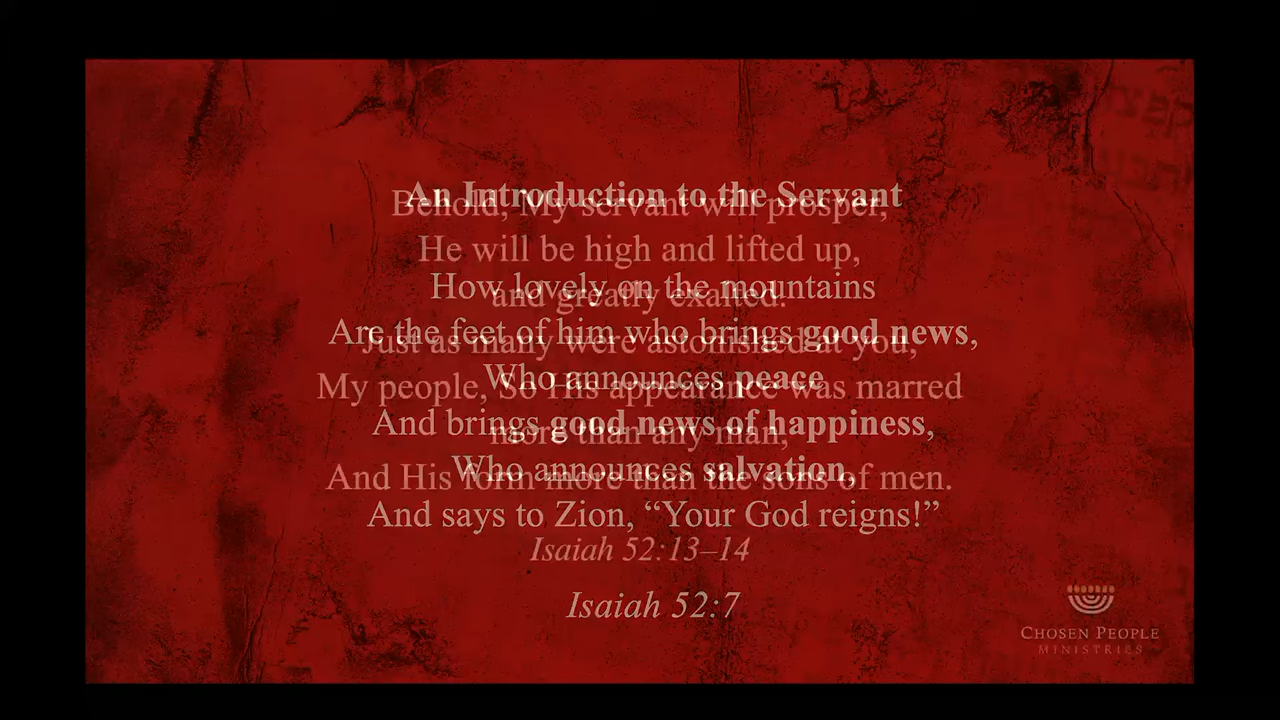 An Introduction to the Servant
Behold, My servant will prosper,
He will be high and lifted up,
How lovely on the mountains
and greatly exalted.
Are the feet of him who brings good news,
Just as many were astonished at you,
Who announces peace
My people, So His appearance was marred
And brings good news of happiness,
more than any man,
Who announces salvation,
And His form more than the sons of men.
And says to Zion, “Your God reigns!”
Isaiah 52:13–14
Isaiah 52:7
CHOSEN PEOPLE
MINISTRIES